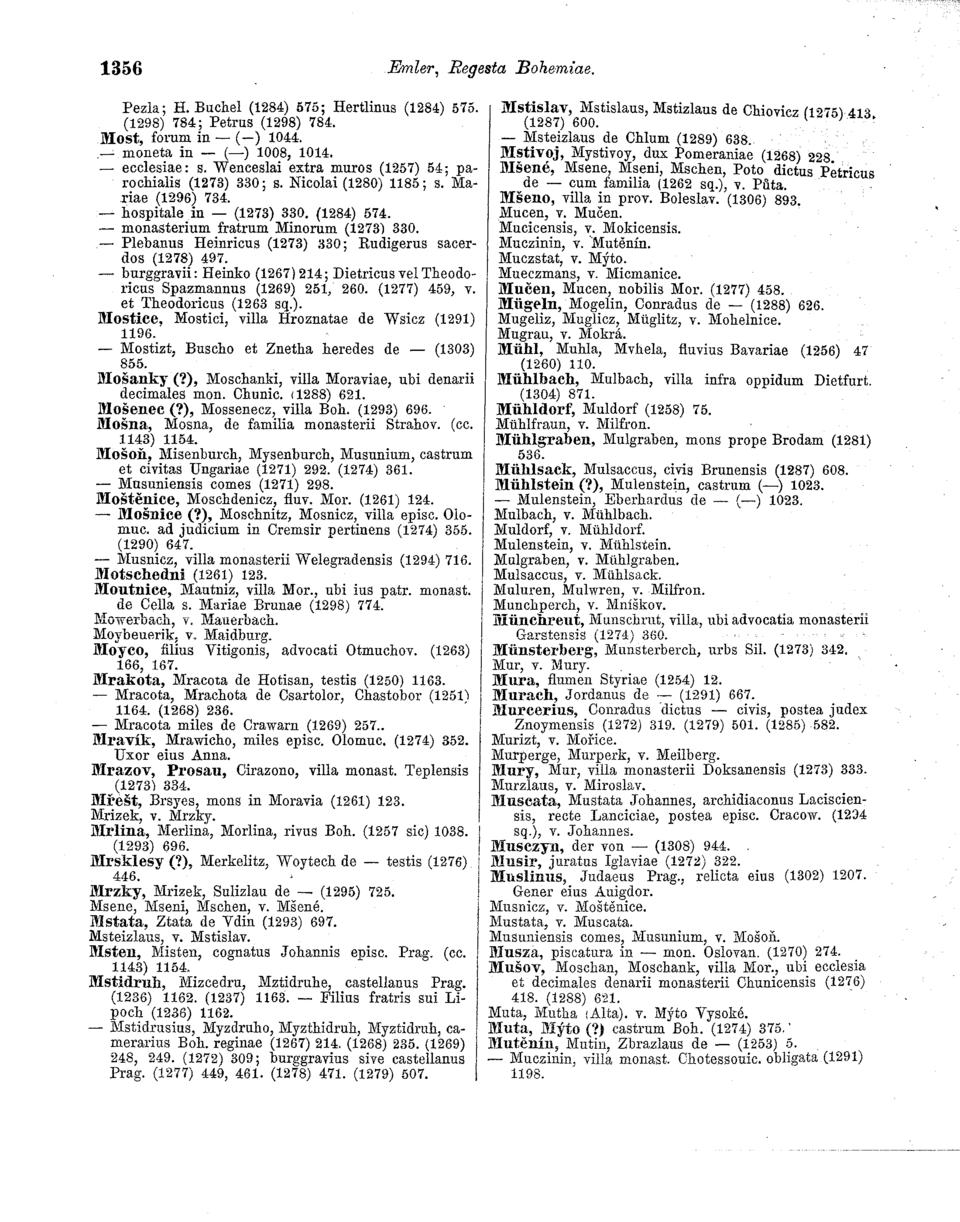 1356
Emler, Regesta Bohemiae.
Pezla; H. Buchel (1284) 575; Hertlinus (1284) 575.
(1298) 784; Petrus (1298) 784.
Most, forum in — (—) 1044.
— moneta in — (—) 1008, 1014.
— ecclesiae: s. Wenceslai extra muros (1257) 54; pa-
rochialis (1273) 330; s. Nicolai (1280) 1185; s. Ma-
riae (1296) 734.
— hospitale in — (1273) 330. (1284) 574.
— monasterium fratrum Minorum (1273) 330.
— Plebanus Heinricus (1273) 330; Rudigerus sacer-
dos (1278) 497.
— burggravii: Heinko (1267) 214; Dietricus vel Theodo-
ricus Spazmannus (1269) 251, 260. (1277) 459, v.
et Theodoricus (1263 sq.).
Mostice, Mostici, villa Hroznatae de Wsicz (1291)
1196.
— Mostizt, Buscho et Znetha heredes de — (1303)
855.
Mošanky (?), Moschanki, villa Moraviae, ubi denarii
decimales mon. Chunic. (1288) 621.
Mošenec (?), Mossenecz, villa Boh. (1293) 696.
Mošna, Mosna, de familia monasterii Strahov. (cc.
1143) 1154.
Mošoň, Misenburch, Mysenburch, Musunium, castrum
et civitas Ungariae (1271) 292. (1274) 361.
— Musuniensis comes (1271) 298.
Moštěnice, Moschdenicz, fluv. Mor. (1261) 124.
— Mošnice (?), Moschnitz, Mosnicz, villa episc. Olo-
muc. ad judicium in Cremsir pertinens (1274) 355.
(1290) 647.
— Musnicz, villa monasterii Welegradensis (1294) 716.
Motschedni (1261) 123.
Moutnice, Mautniz, villa Mor., ubi ius patr. monast.
de Cella s. Mariae Brunae (1298) 774.
Mowerbach, v. Mauerbach.
Moybeuerik, v. Maidburg.
Moyco, filius Vitigonis, advocati Otmuchov. (1263)
166, 167.
Mrakota, Mracota de Hotisan, testis (1250) 1163.
— Mracota, Mrachota de Csartolor, Chastobor (1251)
1164. (1268) 236.
— Mracota miles de Crawarn (1269) 257..
Mravík, Mrawicho, miles episc. Olomuc. (1274) 352.
Uxor eius Anna.
Mrazov, Prosau, Cirazono, villa monast. Teplensis
(1273) 334.
Mřešt, Brsyes, mons in Moravia (1261) 123.
Mrizek, v. Mrzky.
Mrlina, Merlina, Morlina, rivus Boh. (1257 sic) 1038.
(1293) 696.
Mrsklesy (?), Merkelitz, Woytech de — testis (1276)
446.
Mrzky, Mrizek, Sulizlau de — (1295) 725.
Msene, Mseni, Mschen, v. Mšené.
Mstata, Ztata de Vdin (1293) 697.
Msteizlaus, v. Mstislav.
Msten, Misten, cognatus Johannis episc. Prag. (cc.
1143) 1154.
Mstidruh, Mizcedru, Mztidruhe, castellanus Prag.
(1236) 1162. (1237) 1163. — Filius fratris sui Li-
poch (1236) 1162.
— Mstidrusius, Myzdruho, Myzthidruh, Myztidruh, ca-
merarius Boh. reginae (1267) 214. (1268) 235. (1269)
248, 249. (1272) 309; burggravius sive castellanus
Prag. (1277) 449, 461. (1278) 471. (1279) 507.
Mstislav, Mstislaus, Mstizlaus de Chiovicz (1275) 413.
(1287) 600.
— Msteizlaus de Chlum (1289) 638.
Mstivoj, Mystivoy, dux Pomeraniae (1268) 228.
Mšené, Msene, Mseni, Mschen, Poto dictus Petricus
de — cum familia (1262 sq.), v. Půta.
Mšeno, villa in prov. Boleslav. (1306) 893.
Mucen, v. Mučen.
Mucicensis, v. Mokicensis.
Muczinin, v. Mutěnín.
Muczstat, v. Mýto.
Mueczmans, v. Micmanice.
Mučen, Mucen, nobilis Mor. (1277) 458.
Mügeln, Mogelin, Conradus de — (1288) 626.
Mugeliz, Muglicz, Müglitz, v. Mohelnice.
Mugrau, v. Mokrá.
Mühl, Muhla, Mvhela, fluvius Bavariae (1256) 47
(1260) 110.
Mühlbach, Mulbach, villa infra oppidum Dietfurt.
(1304) 871.
Mühldorf, Muldorf (1258) 75.
Mühlfraun, v. Milfron.
Mühlgraben, Mulgraben, mons prope Brodam (1281)
536.
Mühlsack, Mulsaccus, civis Brunensis (1287) 608.
Mühlstein (?), Mulenstein, castrum (—) 1023.
— Mulenstein, Eberhardus de — (—) 1023.
Mulbach, v. Mühlbach.
Muldorf, v. Mühldorf.
Mulenstein, v. Mühlstein.
Mulgraben, v. Mühlgraben.
Mulsaccus, v. Mühlsack.
Muluren, Mulwren, v. Milfron.
Munchperch, v. Mníškov.
Münchreut, Munschrut, villa, ubi advocatia monasterii
Garstensis (1274) 360.
Münsterberg, Munsterberch, urbs Sil. (1273) 342.
Mur, v. Mury.
Mura, flumen Styriae (1254) 12.
Murach, Jordanus de — (1291) 667.
Murcerius, Conradus dictus — civis, postea judex
Znoymensis (1272) 319. (1279) 501. (1285) 582.
Murizt, v. Mořice.
Murperge, Murperk, v. Meilberg.
Mury, Mur, villa monasterii Doksanensis (1273) 333.
Murzlaus, v. Miroslav.
Muscata, Mustata Johannes, archidiaconus Laciscien-
sis, recte Lanciciae, postea episc. Cracow. (1294
sq.), v. Johannes.
Musczyn, der von — (1308) 944.
Musir, juratus Iglaviae (1272) 322.
Muslinus, Judaeus Prag., relicta eius (1302) 1207.
Gener eius Auigdor.
Musnicz, v. Moštěnice.
Mustata, v. Muscata.
Musuniensis comes, Musunium, v. Mošoň.
Musza, piscatura in — mon. Oslovan. (1270) 274.
Mušov, Moschan, Moschank, villa Mor., ubi ecclesia
et decimales denarii monasterii Chunicensis (1276)
418. (1288) 621.
Muta, Mutha (Alta). v. Mýto Vysoké.
Muta, Mýto (?) castrum Boh. (1274) 375.
Mutěnín, Mutin, Zbrazlaus de — (1253) 5.
— Muczinin, villa monast. Chotessouic. obligata (1291)
1198.